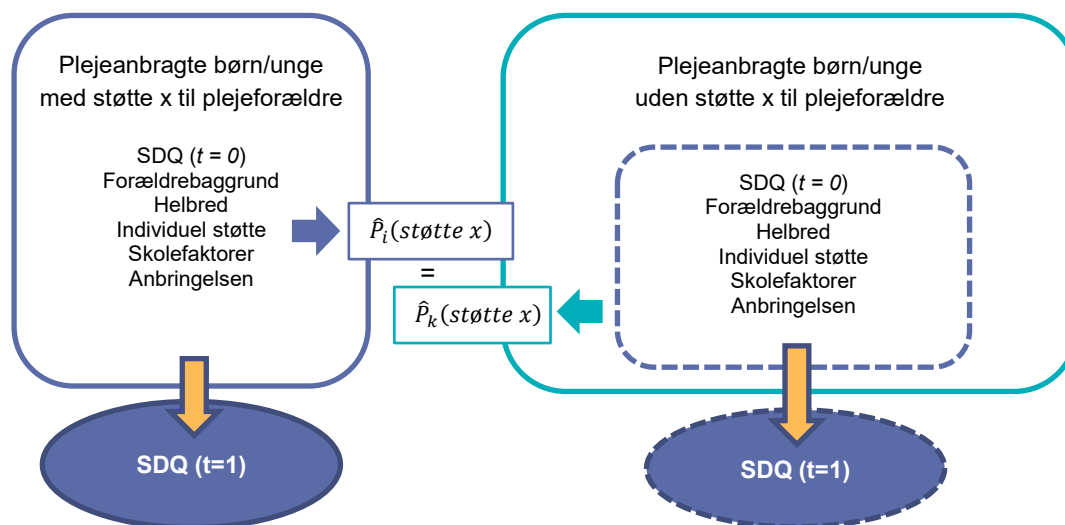 Plejeanbragte børn/unge
med støtte x til plejeforældre
SDQ (t = 0)
Forældrebaggrund
Helbred
Individuel støtte
Skolefaktorer
Anbringelsen
P̂ᵢ(støtte x)
=
P̂ₖ(støtte x)
Plejeanbragte børn/unge
uden støtte x til plejeforældre
SDQ (t = 0)
Forældrebaggrund
Helbred
Individuel støtte
Skolefaktorer
Anbringelsen
SDQ (t=1)
SDQ (t=1)